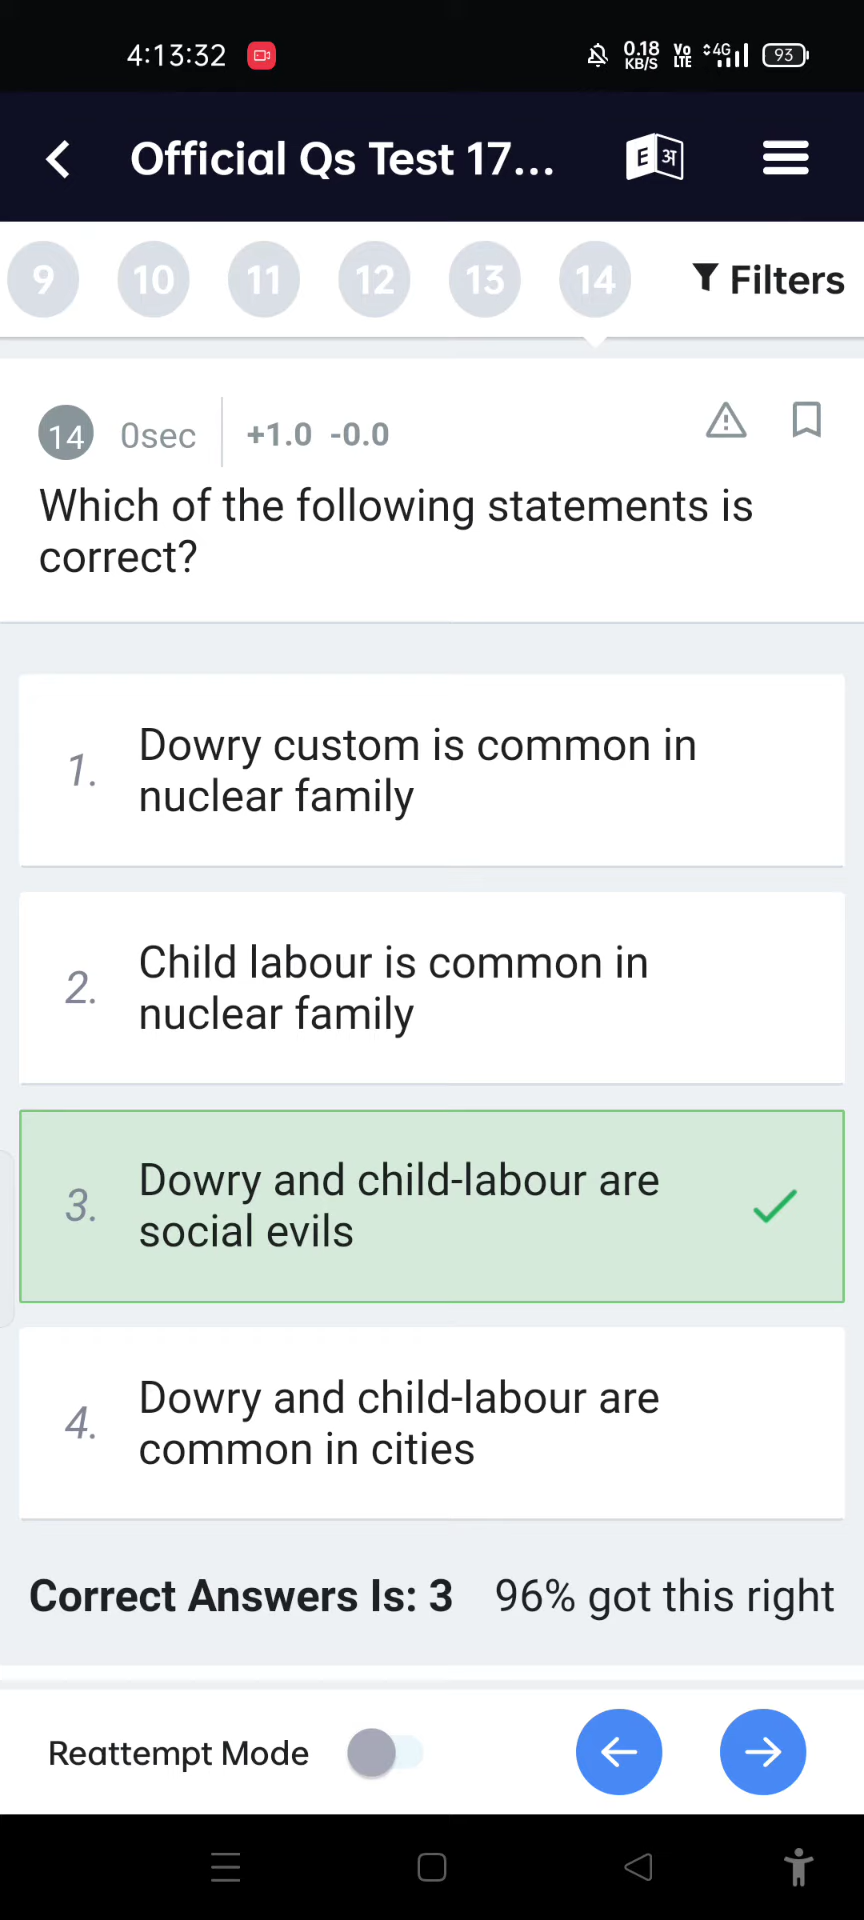 4:13:32
0.18 KB/S Vo LTE 4G 93
Official Qs Test 17...
E अ
9 10 11 12 13 14 Filters
14 0sec +1.0 -0.0
Which of the following statements is
correct?
1. Dowry custom is common in
nuclear family
2. Child labour is common in
nuclear family
3. Dowry and child-labour are
social evils
4. Dowry and child-labour are
common in cities
Correct Answers Is: 3 96% got this right
Reattempt Mode